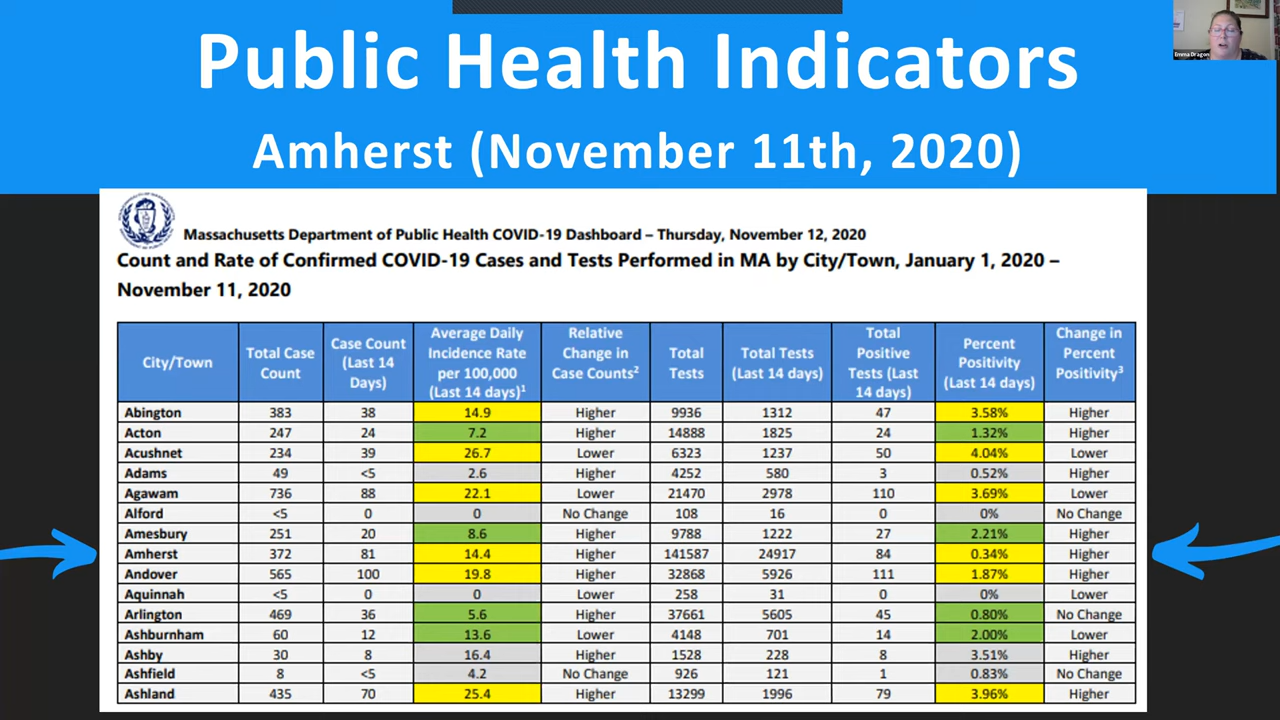 Public Health Indicators
Amherst (November 11th, 2020)
Emma Dragon
Massachusetts Department of Public Health COVID-19 Dashboard – Thursday, November 12, 2020
Count and Rate of Confirmed COVID-19 Cases and Tests Performed in MA by City/Town, January 1, 2020 –
November 11, 2020
City/Town Total Case Count Case Count (Last 14 Days) Average Daily Incidence Rate per 100,000 (Last 14 days)¹ Relative Change in Case Counts² Total Tests Total Tests (Last 14 days) Total Positive Tests (Last 14 days) Percent Positivity (Last 14 days) Change in Percent Positivity³
Abington 383 38 14.9 Higher 9936 1312 47 3.58% Higher
Acton 247 24 7.2 Higher 14888 1825 24 1.32% Higher
Acushnet 234 39 26.7 Lower 6323 1237 50 4.04% Lower
Adams 49 <5 2.6 Higher 4252 580 3 0.52% Higher
Agawam 736 88 22.1 Lower 21470 2978 110 3.69% Lower
Alford <5 0 0 No Change 108 16 0 0% No Change
Amesbury 251 20 8.6 Higher 9788 1222 27 2.21% Higher
Amherst 372 81 14.4 Higher 141587 24917 84 0.34% Higher
Andover 565 100 19.8 Higher 32868 5926 111 1.87% Higher
Aquinnah <5 0 0 Lower 258 31 0 0% Lower
Arlington 469 36 5.6 Higher 37661 5605 45 0.80% No Change
Ashburnham 60 12 13.6 Lower 4148 701 14 2.00% Lower
Ashby 30 8 16.4 Higher 1528 228 8 3.51% Higher
Ashfield 8 <5 4.2 No Change 926 121 1 0.83% No Change
Ashland 435 70 25.4 Higher 13299 1996 79 3.96% Higher